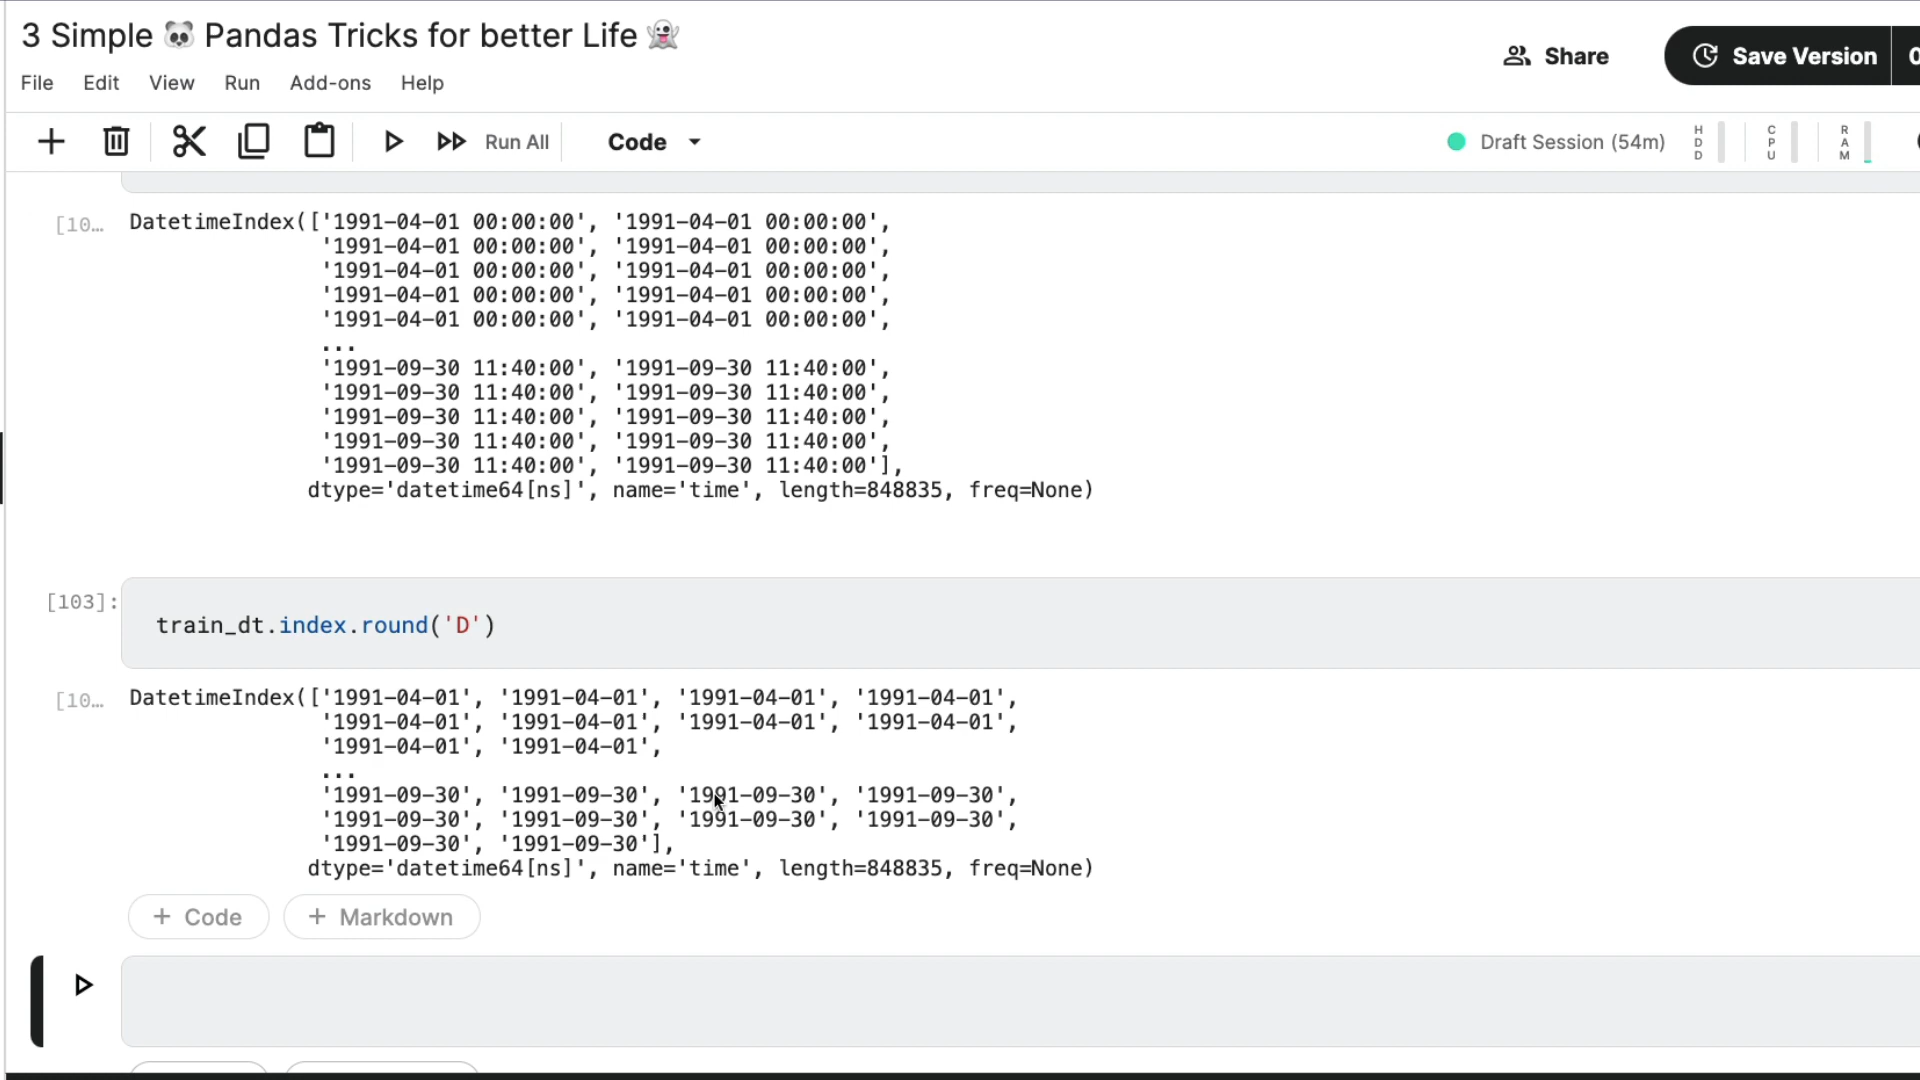 3 Simple 🐼 Pandas Tricks for better Life 👻
File Edit View Run Add-ons Help
Share
Save Version
Run All
Code
Draft Session (54m)
HDD
CPU
RAM
[10… DatetimeIndex(['1991-04-01 00:00:00', '1991-04-01 00:00:00',
'1991-04-01 00:00:00', '1991-04-01 00:00:00',
'1991-04-01 00:00:00', '1991-04-01 00:00:00',
'1991-04-01 00:00:00', '1991-04-01 00:00:00',
'1991-04-01 00:00:00', '1991-04-01 00:00:00',
...
'1991-09-30 11:40:00', '1991-09-30 11:40:00',
'1991-09-30 11:40:00', '1991-09-30 11:40:00',
'1991-09-30 11:40:00', '1991-09-30 11:40:00',
'1991-09-30 11:40:00', '1991-09-30 11:40:00',
'1991-09-30 11:40:00', '1991-09-30 11:40:00'],
dtype='datetime64[ns]', name='time', length=848835, freq=None)
[103]:
train_dt.index.round('D')
[10… DatetimeIndex(['1991-04-01', '1991-04-01', '1991-04-01', '1991-04-01',
'1991-04-01', '1991-04-01', '1991-04-01', '1991-04-01',
'1991-04-01', '1991-04-01',
...
'1991-09-30', '1991-09-30', '1991-09-30', '1991-09-30',
'1991-09-30', '1991-09-30', '1991-09-30', '1991-09-30',
'1991-09-30', '1991-09-30'],
dtype='datetime64[ns]', name='time', length=848835, freq=None)
+ Code + Markdown